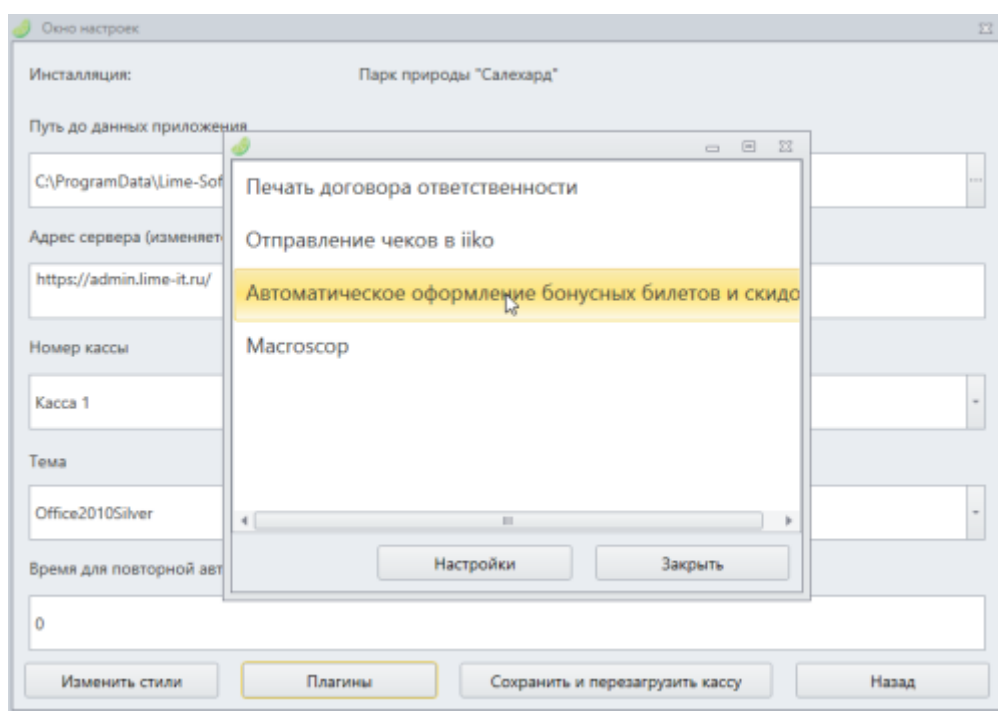 Окно настроек
Инсталляция: Парк природы "Салехард"
Путь до данных приложения
C:\ProgramData\Lime-Sof
Адрес сервера (изменяет
https://admin.lime-it.ru/
Номер кассы
Касса 1
Тема
Office2010Silver
Время для повторной авт
0
Печать договора ответственности
Отправление чеков в iiko
Автоматическое оформление бонусных билетов и скидо
Macroscop
Настройки Закрыть
Изменить стили Плагины Сохранить и перезагрузить кассу Назад